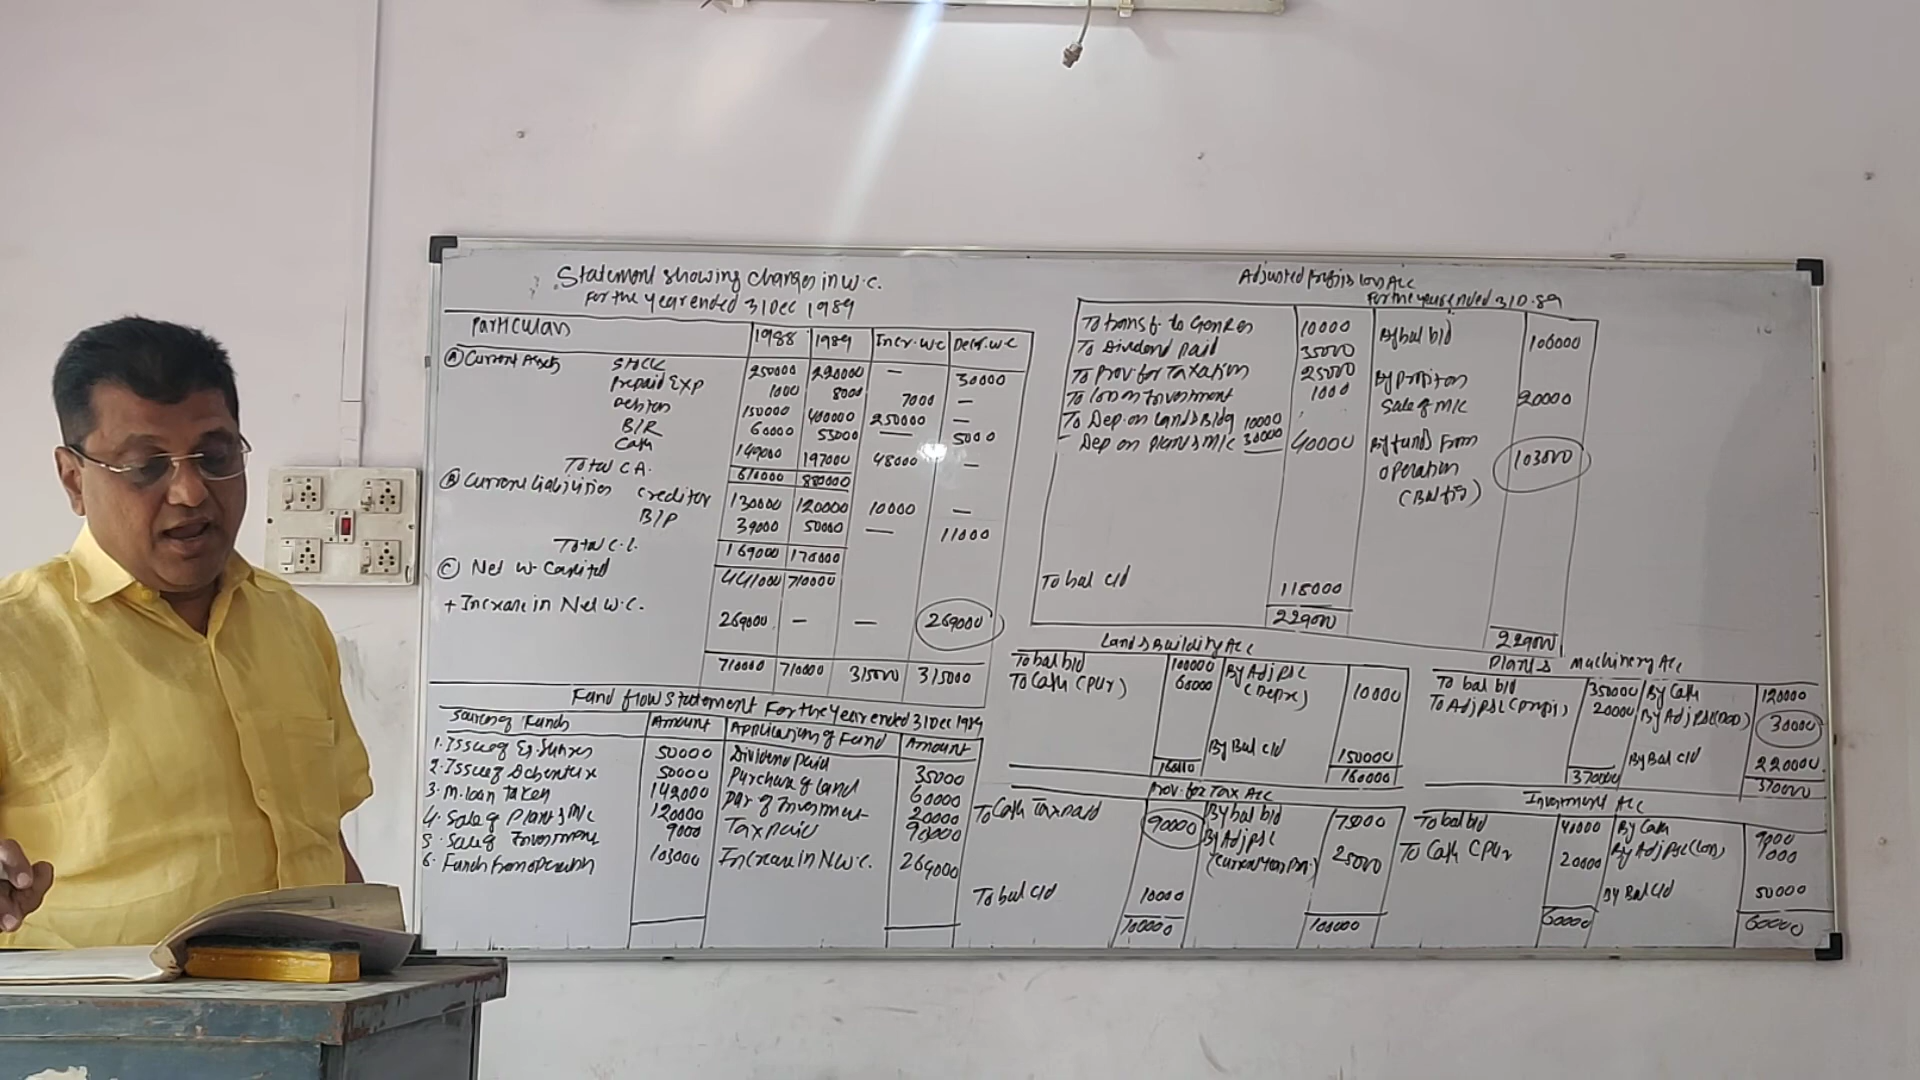 Statement showing changes in W.C.
For the year ended 31 Dec 1989
Particulars 1988 1989 Incr. W.C Decr. W.C
(A) Current Assets Stock 250000 220000 — 30000
Prepaid Exp 1000 8000 7000 —
Debtors 150000 400000 250000 —
B/R 60000 55000 — 5000
Cash 149000 197000 48000 —
Total C.A. 610000 880000
(B) Current liabilities Creditor 130000 120000 10000 —
B/P 39000 50000 — 11000
Total C.L. 169000 170000
(C) Net W. Capital 441000 710000
+ Increase in Net W.C. 269000 — — 269000
710000 710000 315000 315000
Fund flow Statement For the year ended 31 Dec 1989
Sources of Funds Amount Application of Fund Amount
1. Issue of Eq. Shares 50000 Dividend paid 35000
2. Issue of Debenture 50000 Purchase of land 60000
3. M. loan taken 142000 Pur of Investment 20000
4. Sale of Plant & M/c 120000 Tax paid 90000
5. Sale of Investment 9000
6. Funds from operation 103000 Increase in N.W.C. 269000
Adjusted Profit & loss A/c
For the year ended 31 D. 89
To transf. to Gen Res 10000 By bal b/d 106000
To Dividend paid 35000
To Prov for Taxation 25000 By profit on
To loss on Investment 1000 Sale of M/c 20000
To Dep. on land & Bldg 10000
Dep on plant & M/c 30000 40000 By funds From
operation 103000
(Bal fig)
To bal c/d 118000
229000 229000
Land & Building A/c
To bal b/d 100000 By Adj P&L
To Cash (pur) 60000 (Depr) 10000
By Bal c/d 150000
160000 160000
Plant & Machinery A/c
To bal b/d 350000 By Cash 120000
To Adj P&L (profit) 20000 By Adj P&L (Dep) 30000
By Bal c/d 220000
370000 370000
Prov. for Tax A/c
To Cash Tax paid 90000 By bal b/d 75000
By Adj P&L
(current year Prov.) 25000
To bal c/d 10000
100000 100000
Investment A/c
To bal b/d 40000 By Cash 9000
To Cash C Pur 20000 By Adj P&L (Loss) 1000
By Bal c/d 50000
60000 60000